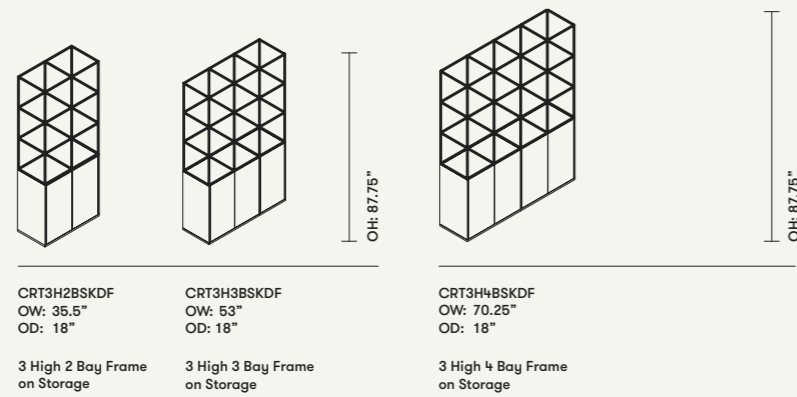 OH: 87.75”
OH: 87.75”
CRT3H2BSKDF
OW: 35.5”
OD: 18”
3 High 2 Bay Frame
on Storage
CRT3H3BSKDF
OW: 53”
OD: 18”
3 High 3 Bay Frame
on Storage
CRT3H4BSKDF
OW: 70.25”
OD: 18”
3 High 4 Bay Frame
on Storage